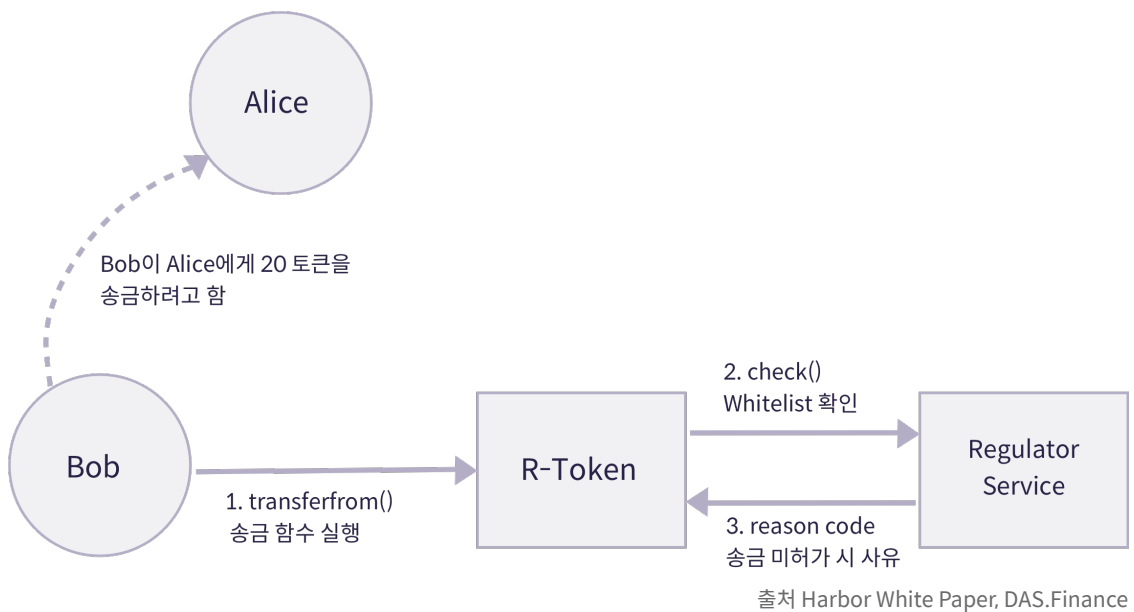 Alice
Bob이 Alice에게 20 토큰을
송금하려고 함
Bob
1. transferfrom()
송금 함수 실행
R-Token
2. check()
Whitelist 확인
Regulator
Service
3. reason code
송금 미허가 시 사유
출처 Harbor White Paper, DAS.Finance